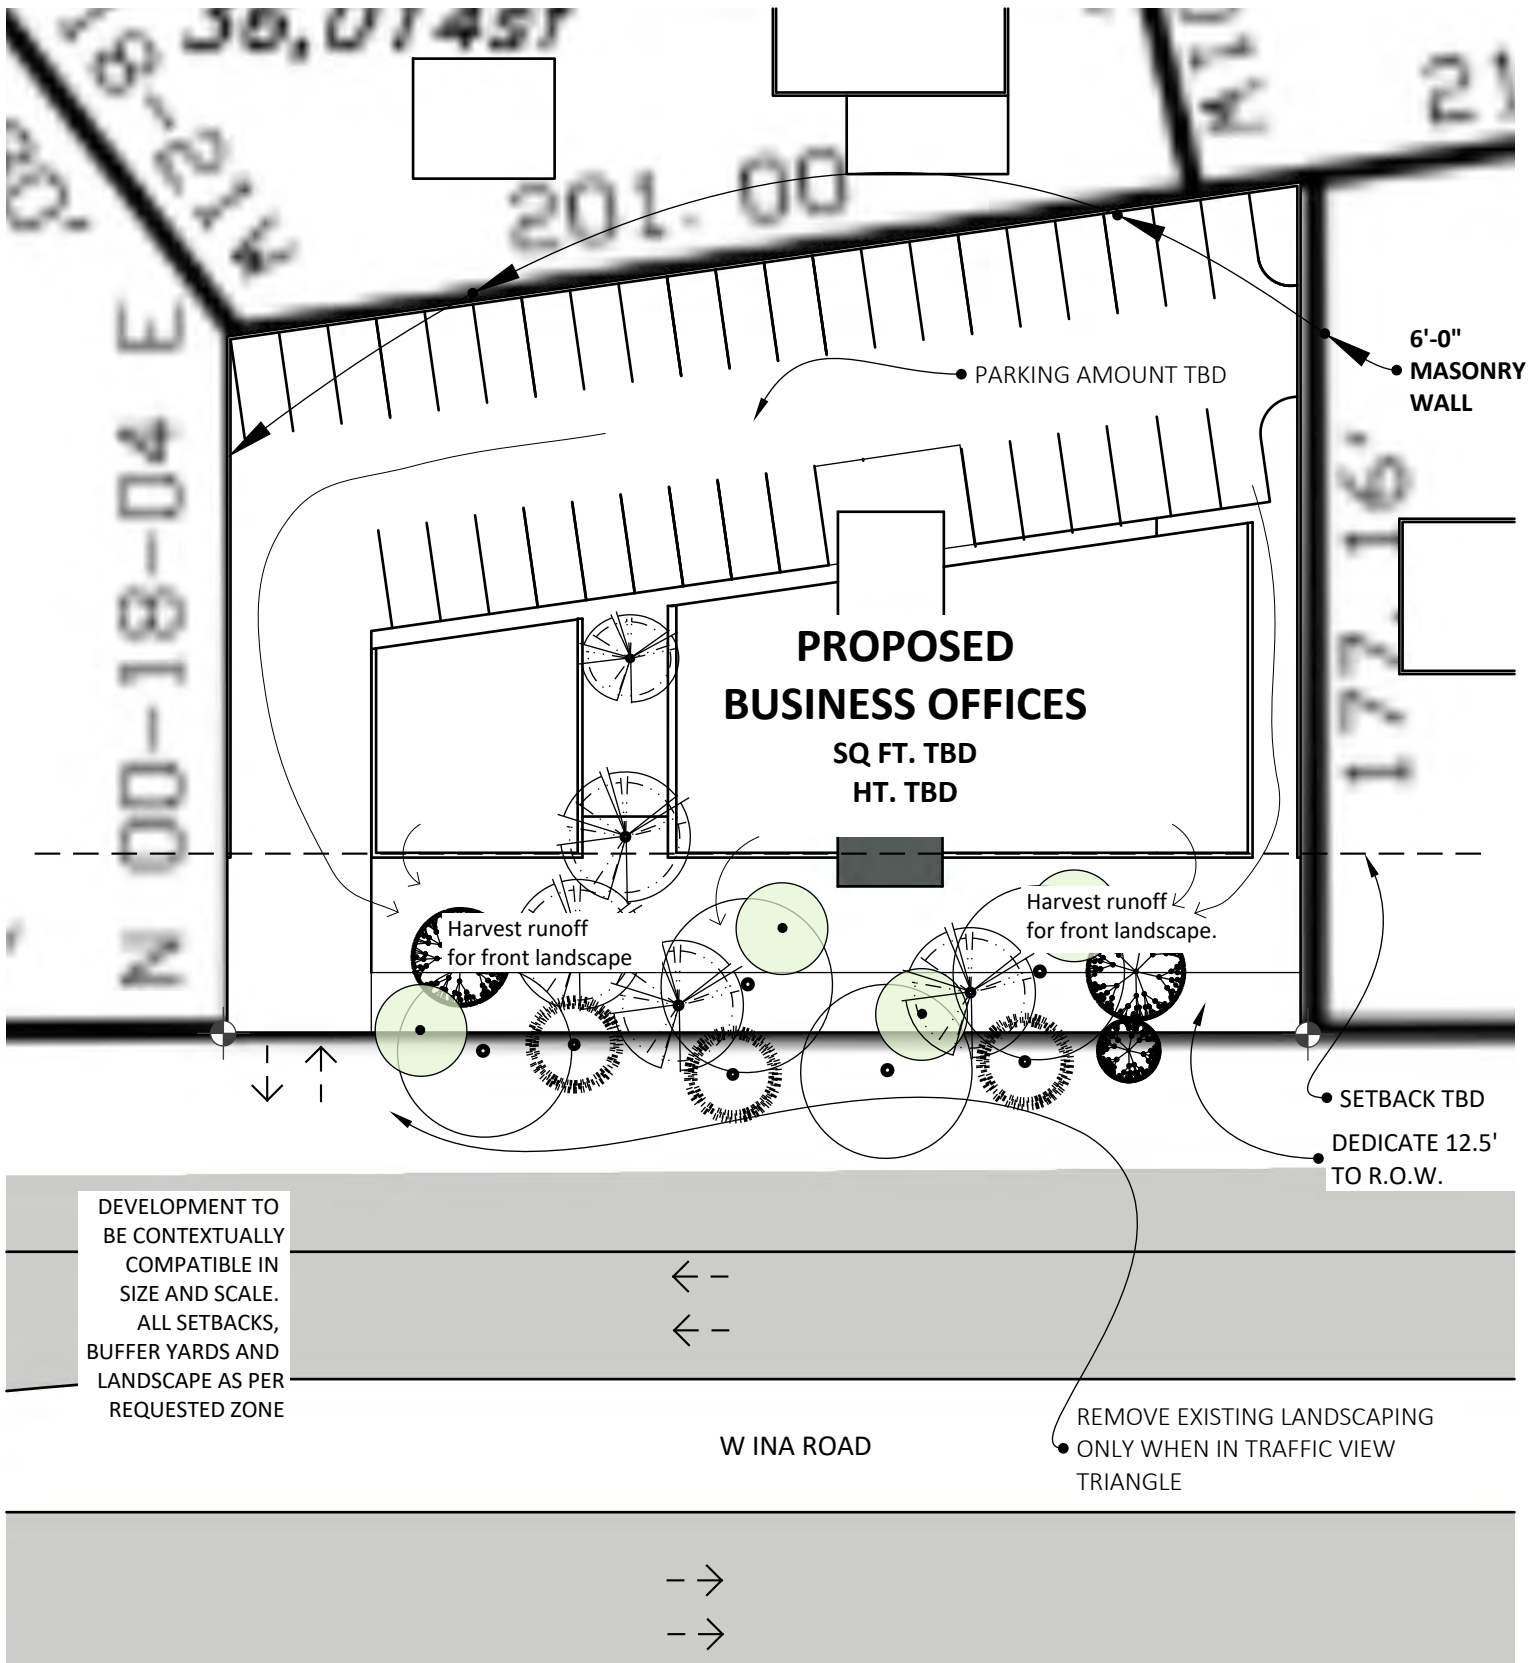 36,014sf
18-21W
201.00
21
6'-0"
MASONRY
WALL
PARKING AMOUNT TBD
N 00-18-04 E
177.16'
PROPOSED
BUSINESS OFFICES
SQ FT. TBD
HT. TBD
Harvest runoff
for front landscape
Harvest runoff
for front landscape.
SETBACK TBD
DEDICATE 12.5'
TO R.O.W.
DEVELOPMENT TO
BE CONTEXTUALLY
COMPATIBLE IN
SIZE AND SCALE.
ALL SETBACKS,
BUFFER YARDS AND
LANDSCAPE AS PER
REQUESTED ZONE
W INA ROAD
REMOVE EXISTING LANDSCAPING
ONLY WHEN IN TRAFFIC VIEW
TRIANGLE